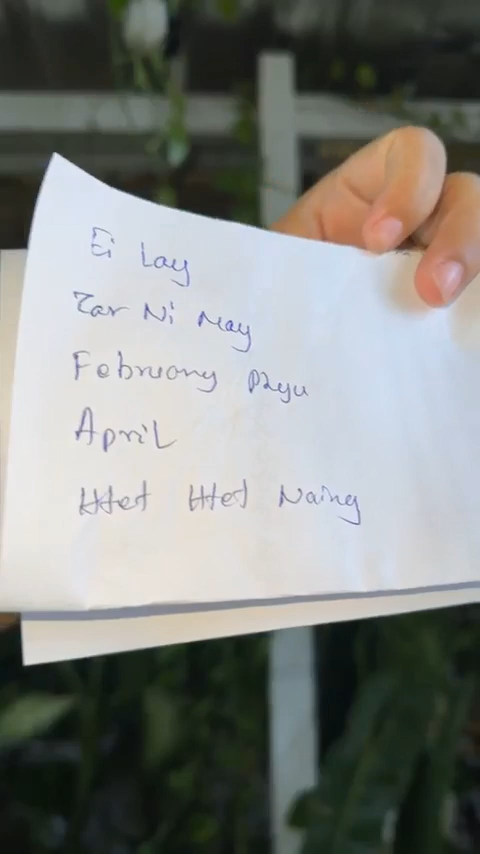 Ei Lay
Zar Ni May
February Phyu
April
Htet Htet Naing